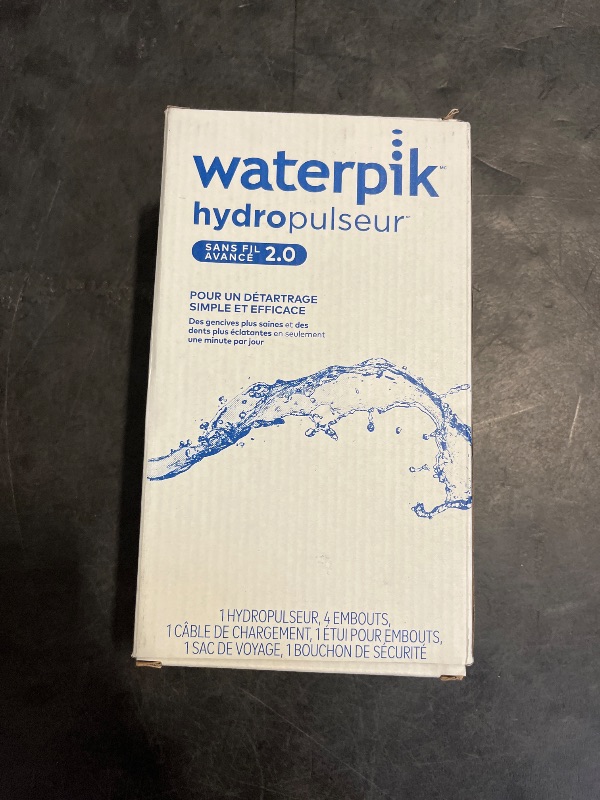 waterpik MC
hydropulseur
SANS FIL
AVANCÉ 2.0
POUR UN DÉTARTRAGE
SIMPLE ET EFFICACE
Des gencives plus saines et des
dents plus éclatantes en seulement
une minute par jour
1 HYDROPULSEUR, 4 EMBOUTS,
1 CÂBLE DE CHARGEMENT, 1 ÉTUI POUR EMBOUTS,
1 SAC DE VOYAGE, 1 BOUCHON DE SÉCURITÉ